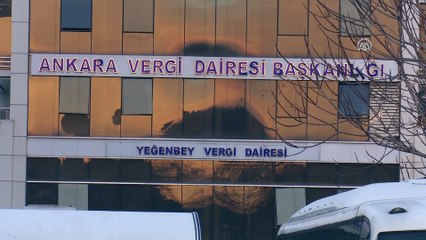 ANKARA VERGİ DAİRESİ BAŞKANLIĞI
YEĞENBEY VERGİ DAİRESİ